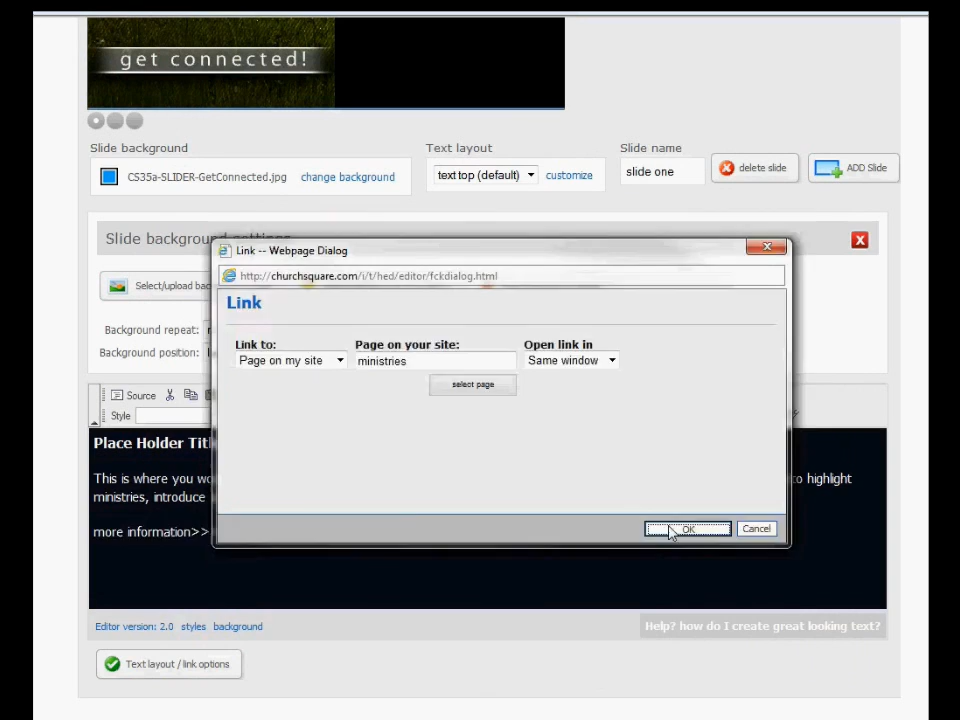 get connected!
Slide background
Text layout
Slide name
CS35a-SLIDER-GetConnected.jpg
change background
text top (default)
customize
slide one
delete slide
ADD Slide
Slide background settings
Link -- Webpage Dialog
http://churchsquare.com/i/t/hed/editor/fckdialog.html
Select/upload bac
Link
Background repeat:
Link to:
Page on your site:
Open link in
Background position:
Page on my site
ministries
Same window
select page
Source
Style
Place Holder Titl
This is where you wo
to highlight
ministries, introduce
more information>>
OK
Cancel
Editor version: 2.0
styles
background
Help? how do I create great looking text?
Text layout / link options